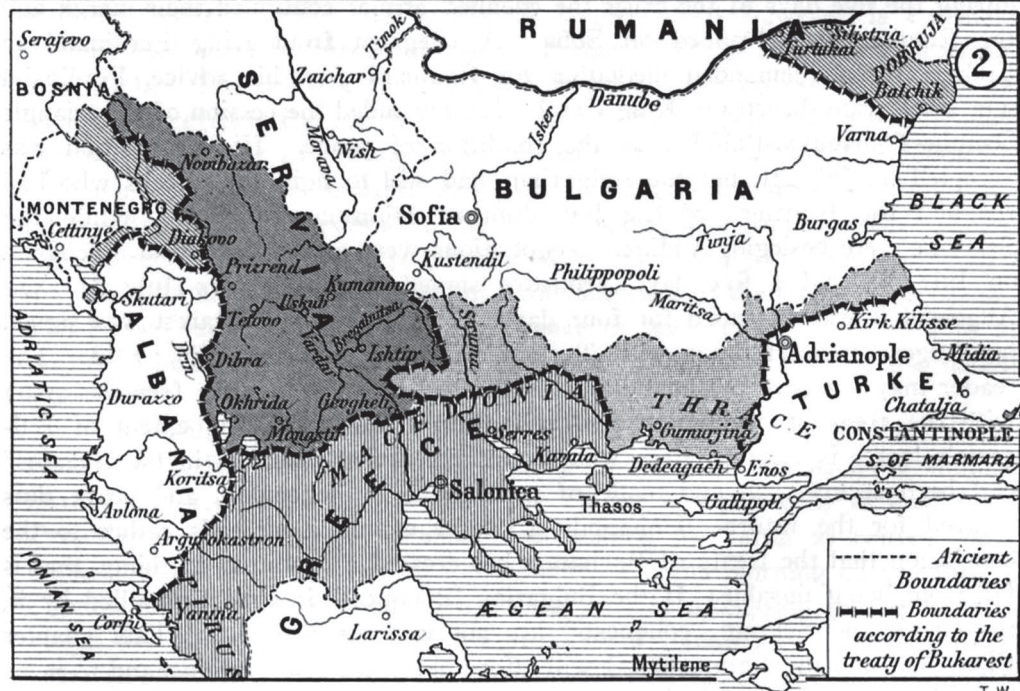 RUMANIA
Serajevo
Timok
Silistria
Turtukai
DOBRUJA
2
Zaichar
BOSNIA
Danube
Baltchik
Isker
Varna
SERVIA
Morava
Nish
Novibazar
BULGARIA
MONTENEGRO
BLACK
SEA
Sofia
Cettinye
Diakovo
Burgas
Tunja
Kustendil
Prizrend
Philippopoli
Kumanovo
Maritsa
Skutari
Uskub
Tetovo
Struma
Kirk Kilisse
Vardar
Ishtip
Drin
Dibra
Adrianople
Midia
ADRIATIC SEA
ALBANIA
TURKEY
Durazzo
Okhrida
Gevgheli
Chatalja
THRACE
MACEDONIA
CONSTANTINOPLE
Monastir
Serres
Gumurjina
Kavala
Dedeagach
Enos
S. OF MARMARA
Koritsa
Salonica
Gallipoli
Thasos
Avlona
GREECE
Argyrokastron
IONIAN SEA
EPIRUS
Ancient
Boundaries
Yanina
ÆGEAN SEA
Boundaries
according to the
treaty of Bukarest
Corfu
Larissa
Mytilene
T. W.